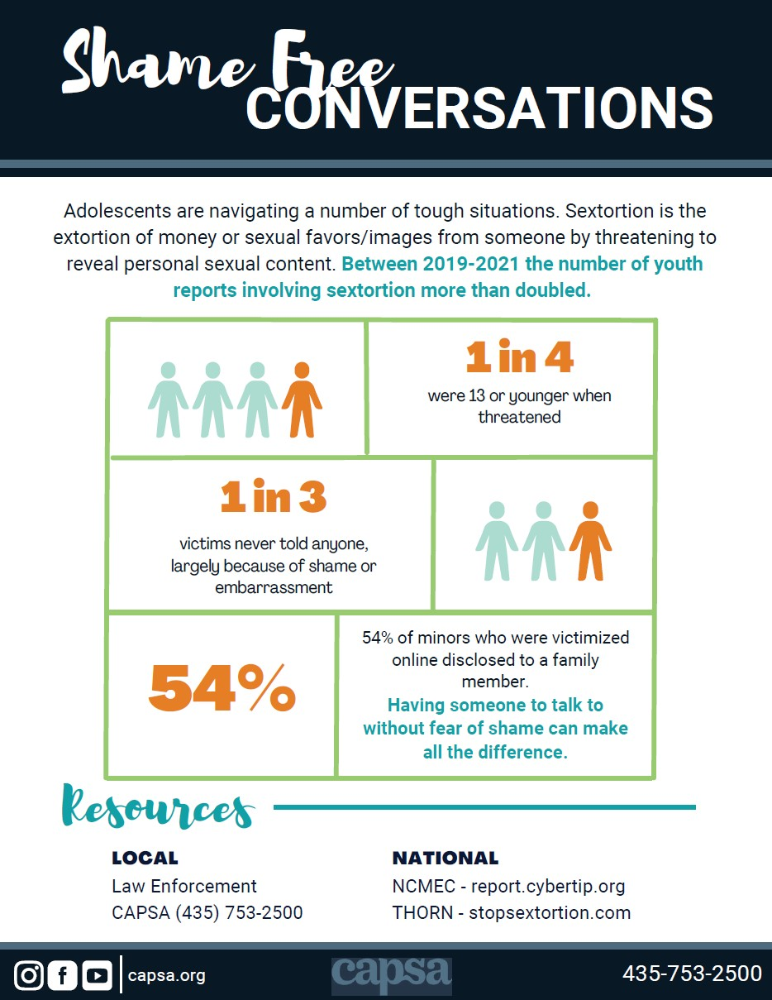 Shame Free
CONVERSATIONS
Adolescents are navigating a number of tough situations. Sextortion is the
extortion of money or sexual favors/images from someone by threatening to
reveal personal sexual content. Between 2019-2021 the number of youth
reports involving sextortion more than doubled.
1 in 4
were 13 or younger when
threatened
1 in 3
victims never told anyone,
largely because of shame or
embarrassment
54%
54% of minors who were victimized
online disclosed to a family
member.
Having someone to talk to
without fear of shame can make
all the difference.
Resources
LOCAL
Law Enforcement
CAPSA (435) 753-2500
NATIONAL
NCMEC - report.cybertip.org
THORN - stopsextortion.com
capsa.org
capsa
435-753-2500